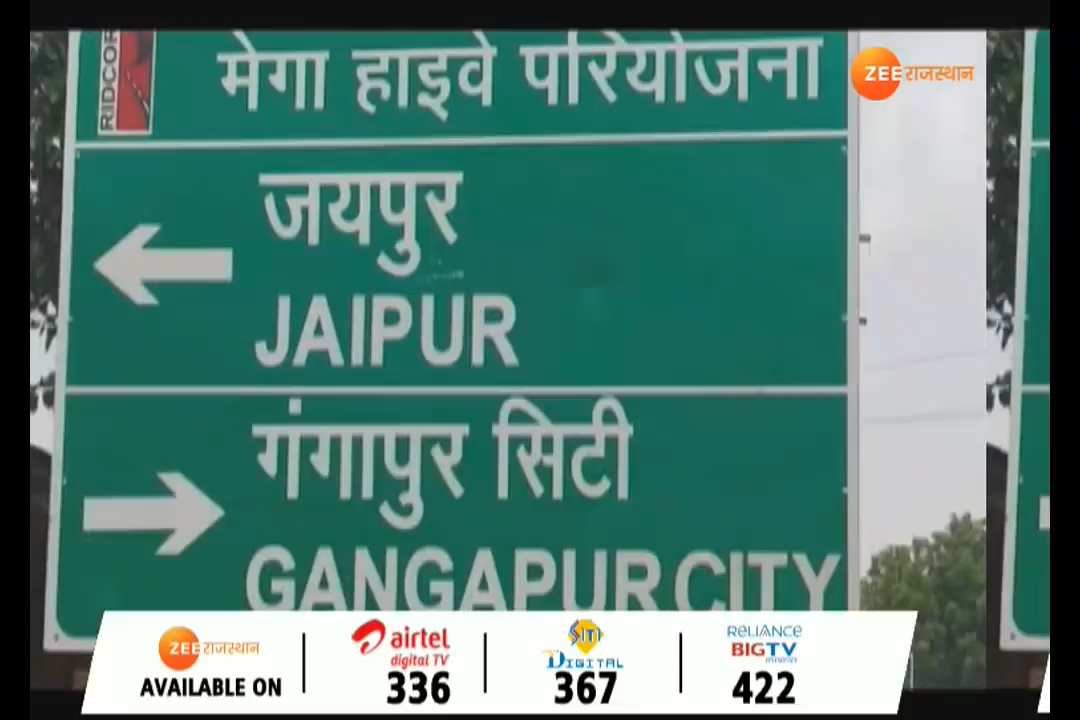 RIDCOR
मेगा हाइवे परियोजना
ZEE राजस्थान
जयपुर
JAIPUR
गंगापुर सिटी
GANGAPUR CITY
ZEE राजस्थान
AVAILABLE ON
airtel
digital TV
336
SITI
DIGITAL
367
RELIANCE
BIGTV
422